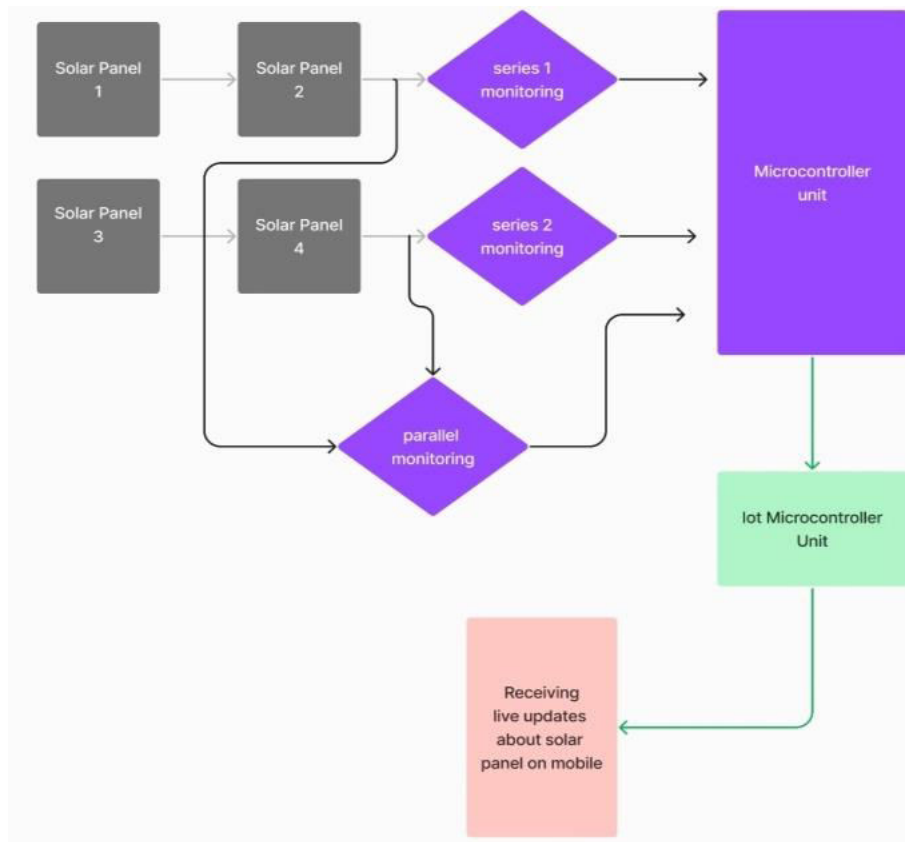 Solar Panel
1
Solar Panel
2
series 1
monitoring
Microcontroller
unit
Solar Panel
3
Solar Panel
4
series 2
monitoring
parallel
monitoring
Iot Microcontroller
Unit
Receiving
live updates
about solar
panel on mobile